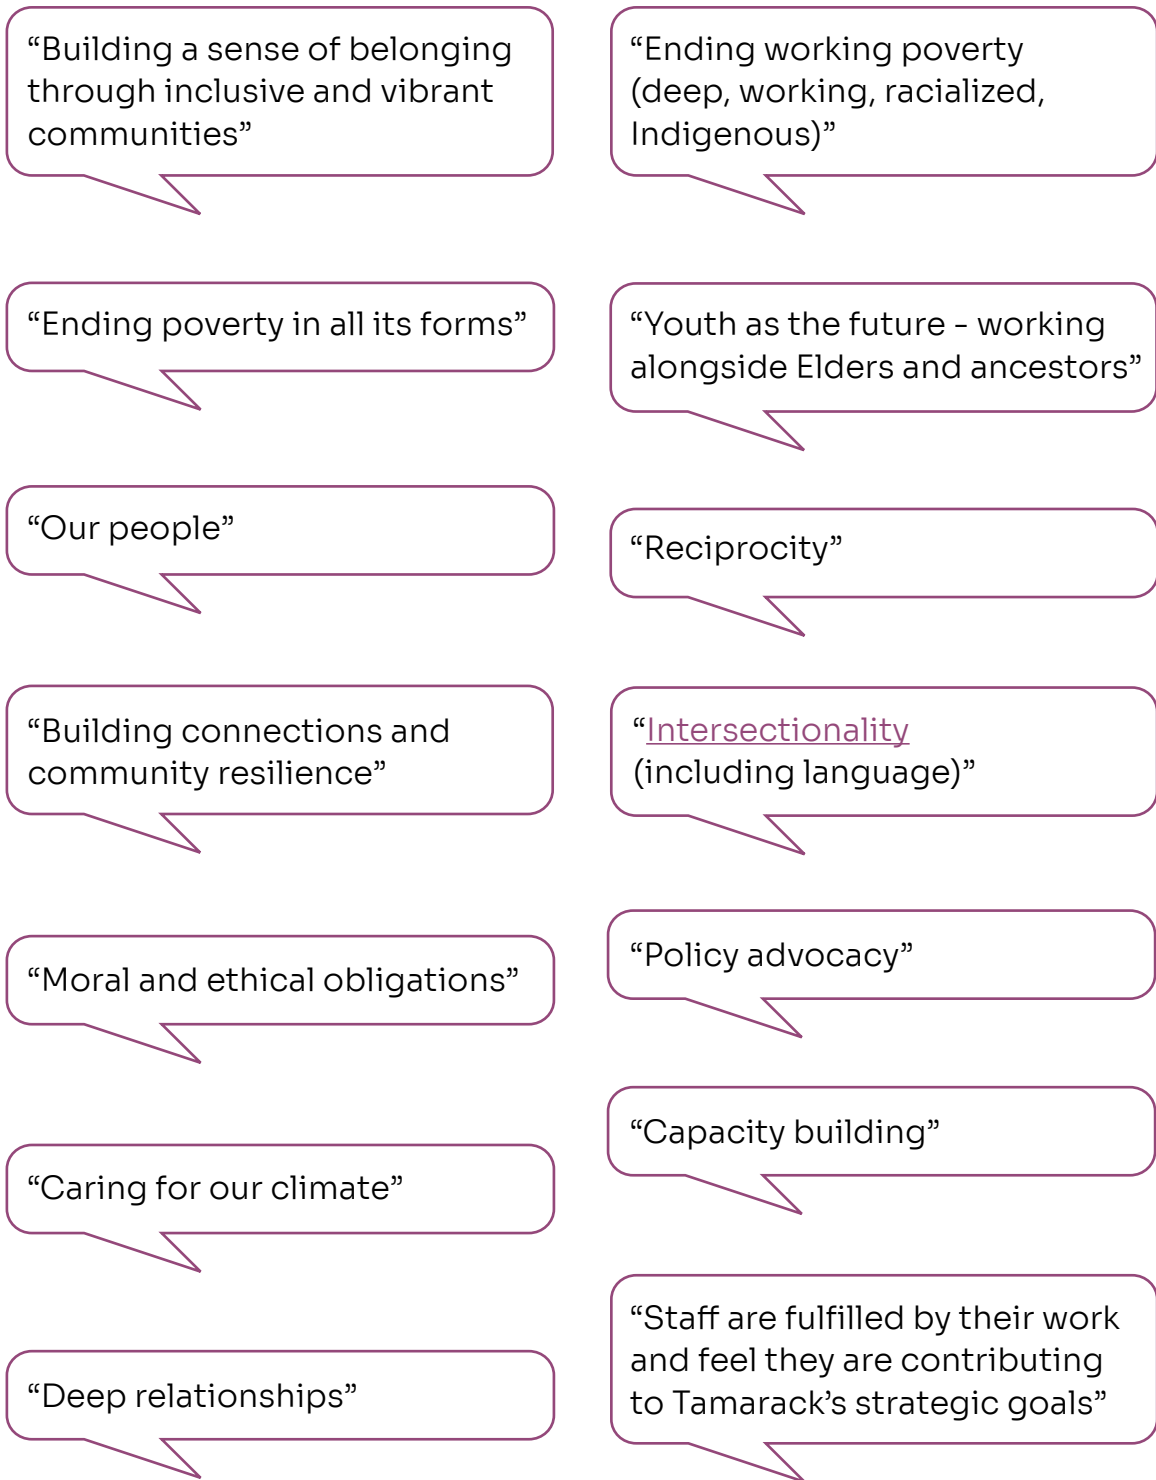 “Building a sense of belonging
through inclusive and vibrant
communities”
“Ending poverty in all its forms”
“Our people”
“Building connections and
community resilience”
“Moral and ethical obligations”
“Caring for our climate”
“Deep relationships”
“Ending working poverty
(deep, working, racialized,
Indigenous)”
“Youth as the future - working
alongside Elders and ancestors”
“Reciprocity”
“Intersectionality
(including language)”
“Policy advocacy”
“Capacity building”
“Staff are fulfilled by their work
and feel they are contributing
to Tamarack’s strategic goals”